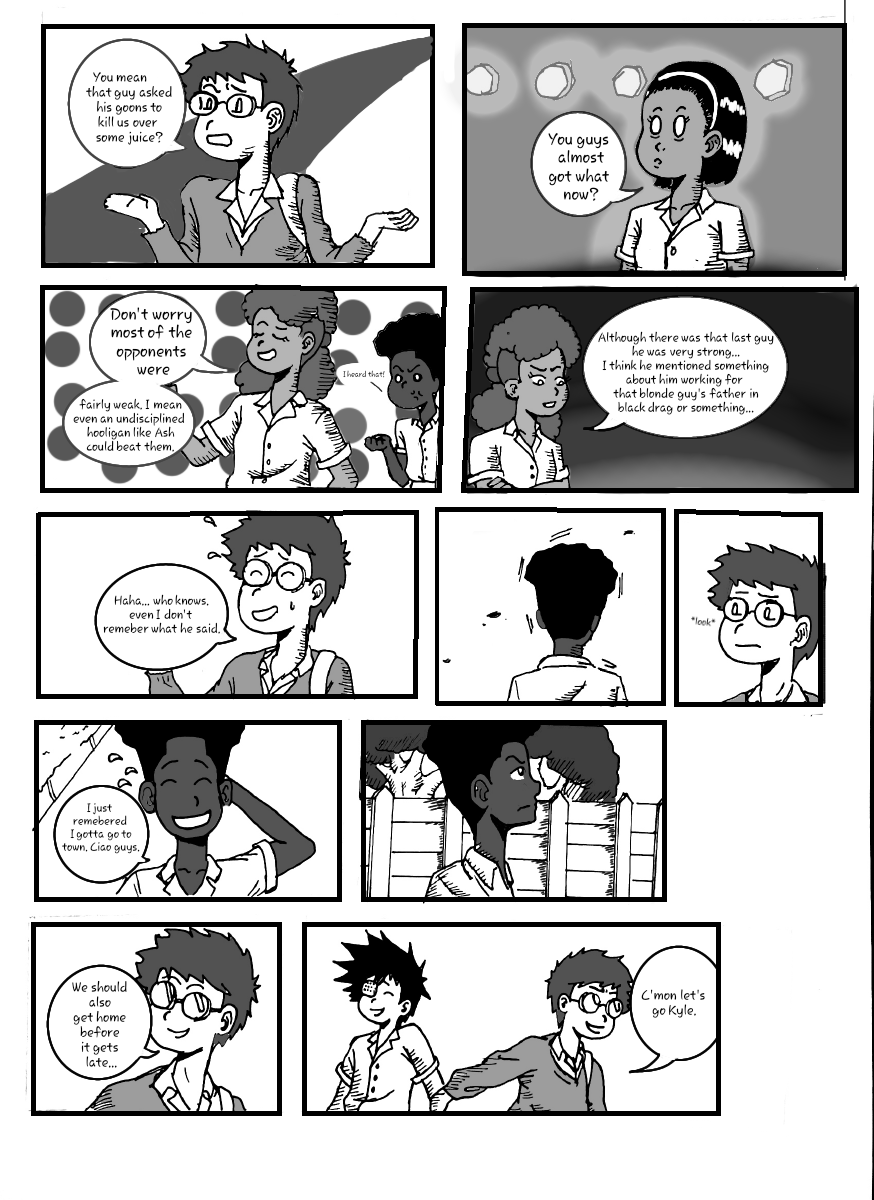 You mean
that guy asked
his goons to
kill us over
some juice?
You guys
almost
got what
now?
Don't worry
most of the
opponents
were
fairly weak. I mean
even an undisciplined
hooligan like Ash
could beat them.
I heard that!
Although there was that last guy
he was very strong...
I think he mentioned something
about him working for
that blonde guy's father in
black drag or something...
Haha... who knows.
even I don't
remeber what he said.
*look*
I just
remebered
I gotta go to
town. Ciao guys.
We should
also
get home
before
it gets
late...
C'mon let's
go Kyle.